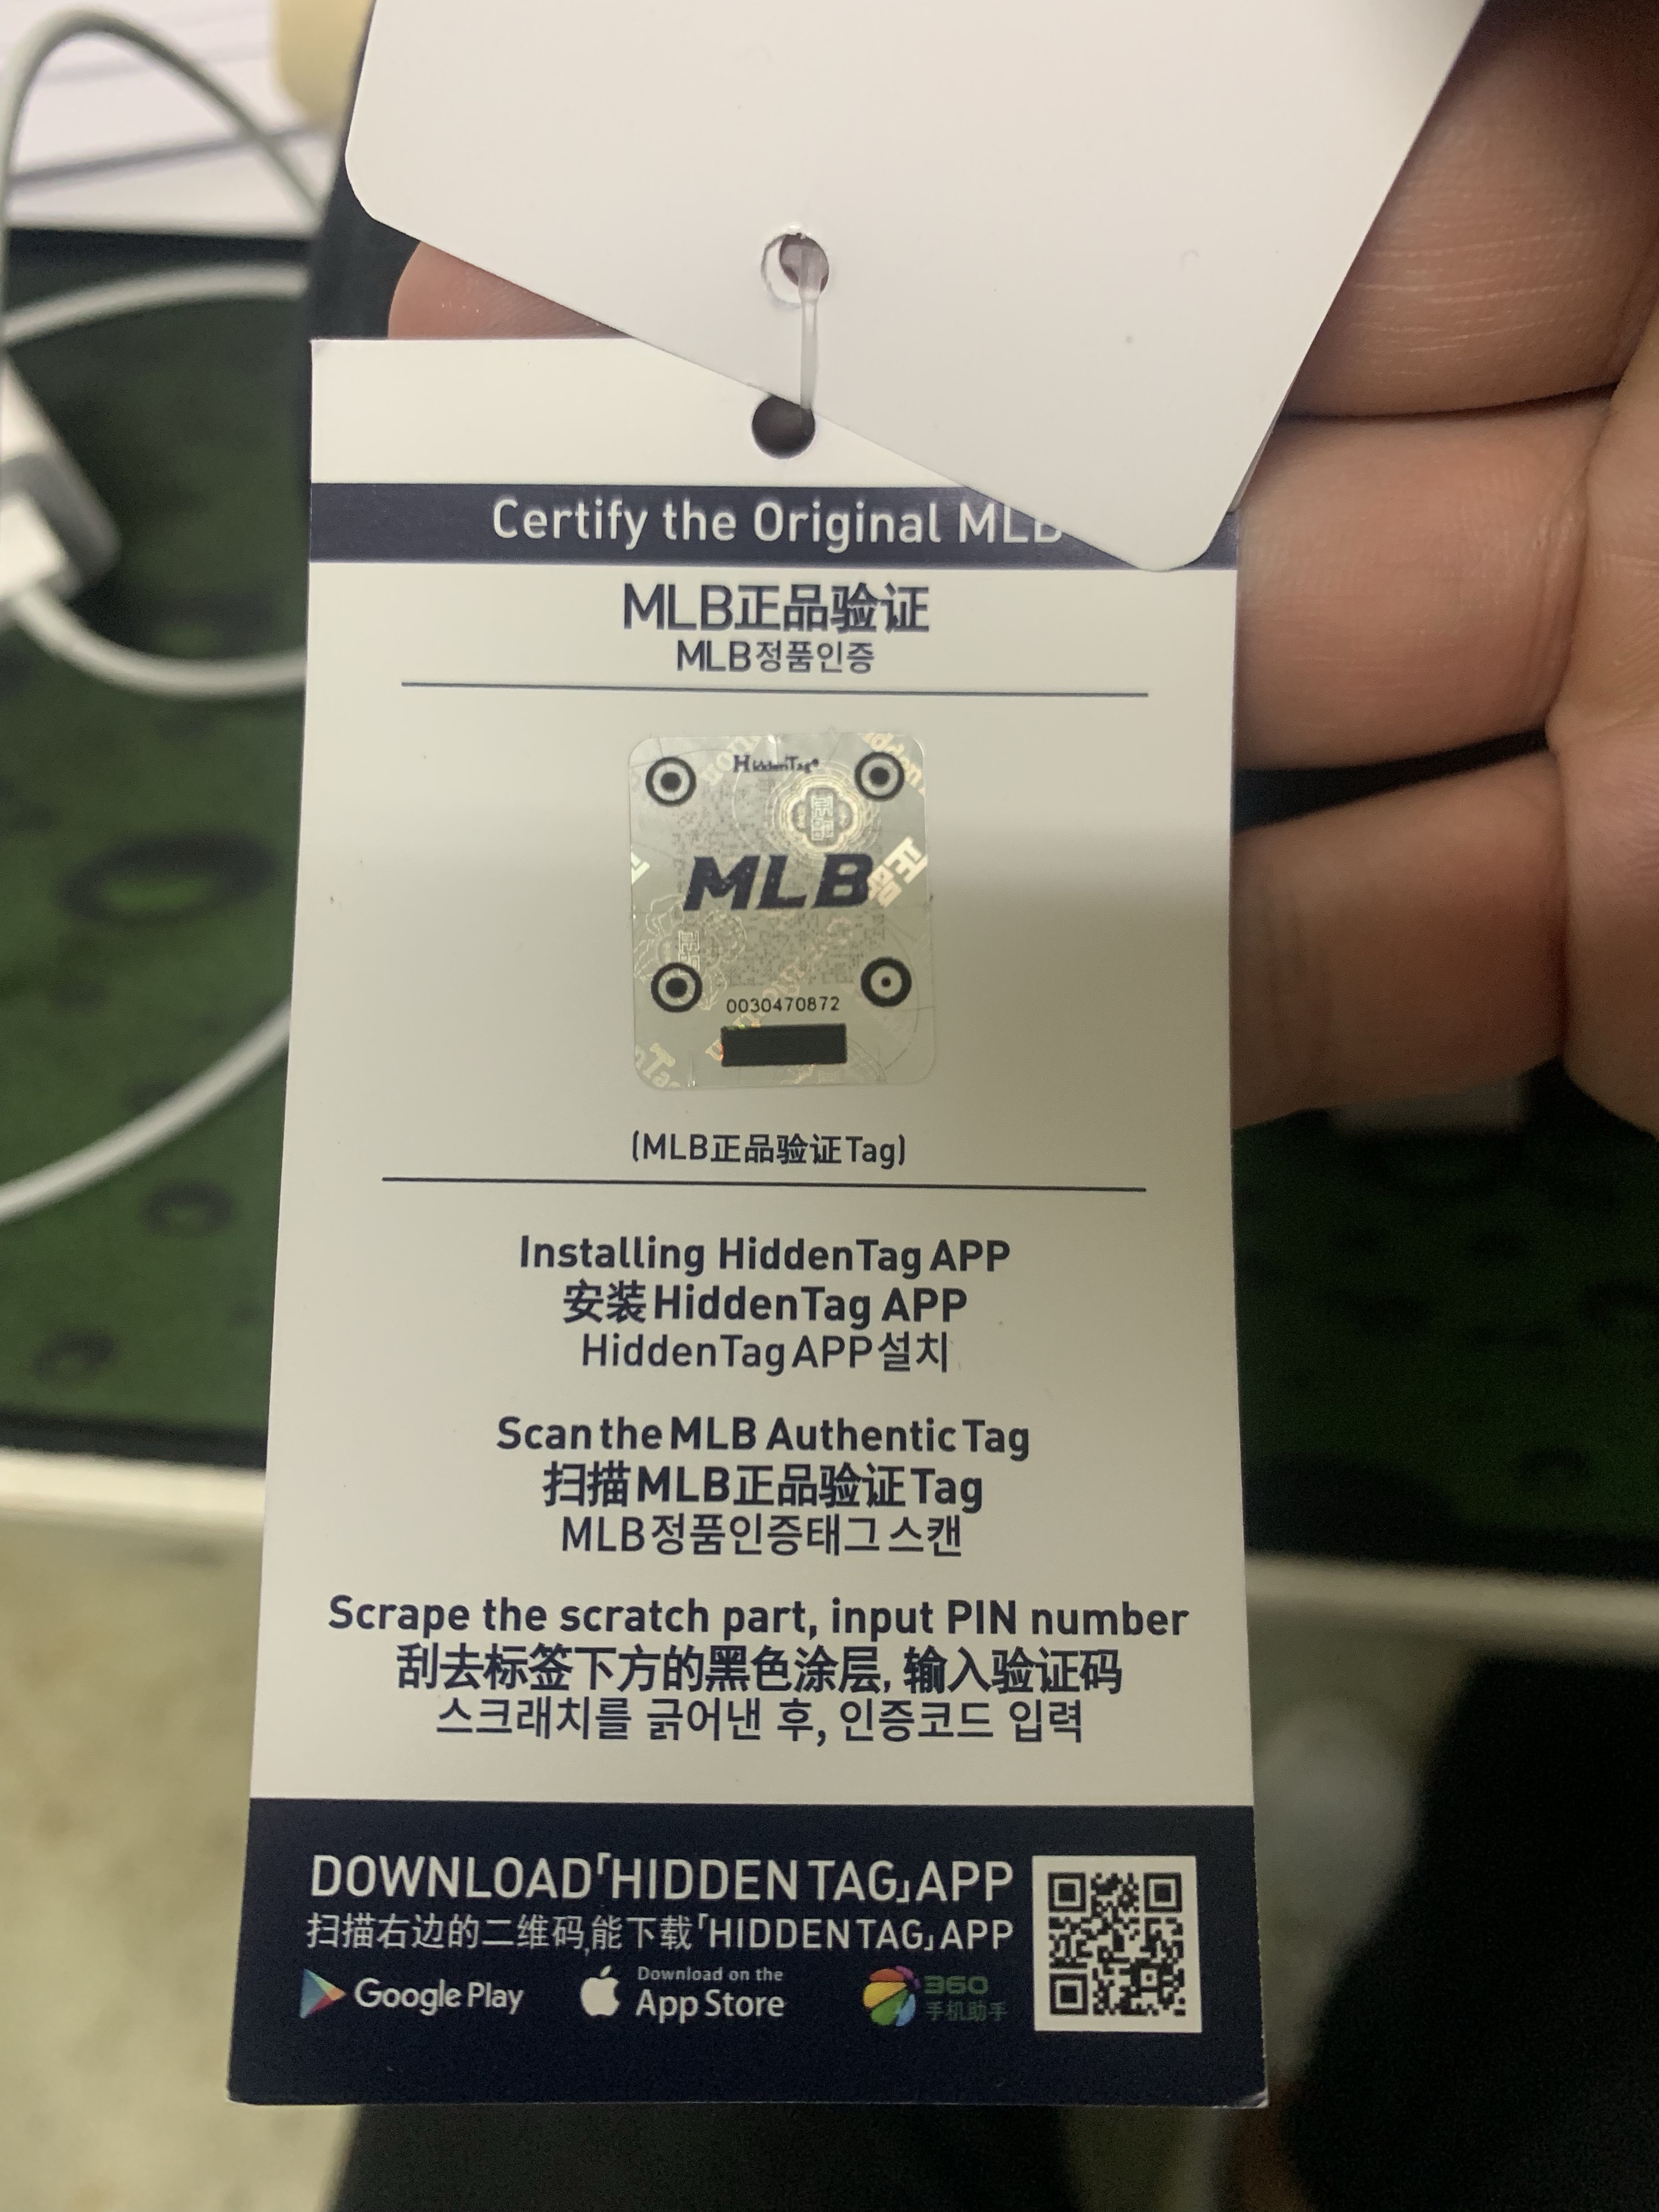 Certify the Original MLB
MLB正品验证
MLB정품인증
HiddenTag
MLB
正品
0030470872
(MLB正品验证Tag)
Installing HiddenTag APP
安装HiddenTag APP
HiddenTag APP설치
Scan the MLB Authentic Tag
扫描MLB正品验证Tag
MLB정품인증태그 스캔
Scrape the scratch part, input PIN number
刮去标签下方的黑色涂层, 输入验证码
스크래치를 긁어낸 후, 인증코드 입력
DOWNLOAD「HIDDEN TAG」APP
扫描右边的二维码,能下载「HIDDEN TAG」APP
Google Play
Download on the
App Store
360
手机助手